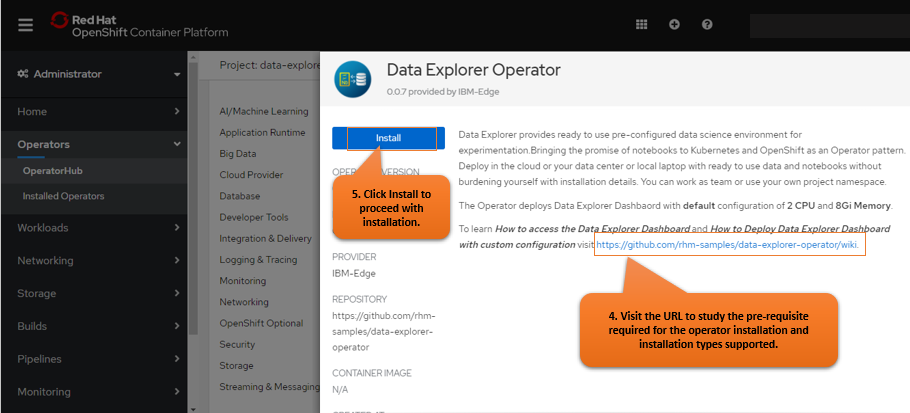 Red Hat
OpenShift Container Platform
Administrator
Home
Operators
OperatorHub
Installed Operators
Workloads
Networking
Storage
Builds
Pipelines
Monitoring
Project: data-explore
AI/Machine Learning
Application Runtime
Big Data
Cloud Provider
Database
Developer Tools
Integration & Delivery
Logging & Tracing
Monitoring
Networking
OpenShift Optional
Security
Storage
Streaming & Messaging
Data Explorer Operator
0.0.7 provided by IBM-Edge
Install
OPERATOR VERSION
5. Click Install to
proceed with
installation.
PROVIDER
IBM-Edge
REPOSITORY
https://github.com/rhm-
samples/data-explorer-
operator
CONTAINER IMAGE
N/A
CREATED AT
Data Explorer provides ready to use pre-configured data science environment for
experimentation.Bringing the promise of notebooks to Kubernetes and OpenShift as an Operator pattern.
Deploy in the cloud or your data center or local laptop with ready to use data and notebooks without
burdening yourself with installation details. You can work as team or use your own project namespace.
The Operator deploys Data Explorer Dashbaord with default configuration of 2 CPU and 8Gi Memory.
To learn How to access the Data Explorer Dashboard and How to Deploy Data Explorer Dashboard
with custom configuration visit https://github.com/rhm-samples/data-explorer-operator/wiki.
4. Visit the URL to study the pre-requisite
required for the operator installation and
installation types supported.